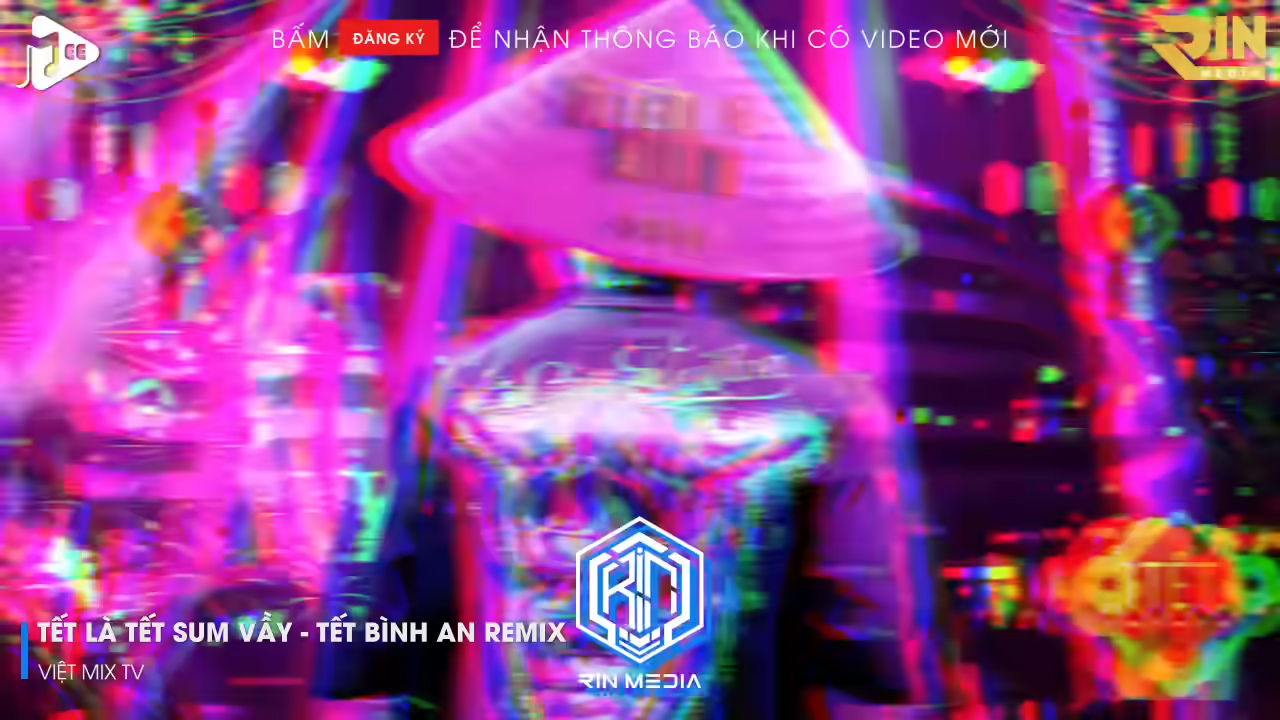 BẤM ĐĂNG KÝ ĐỂ NHẬN THÔNG BÁO KHI CÓ VIDEO MỚI
RIN
MEDIA
TẾT LÀ TẾT SUM VẦY - TẾT BÌNH AN REMIX
VIỆT MIX TV
RIN MEDIA